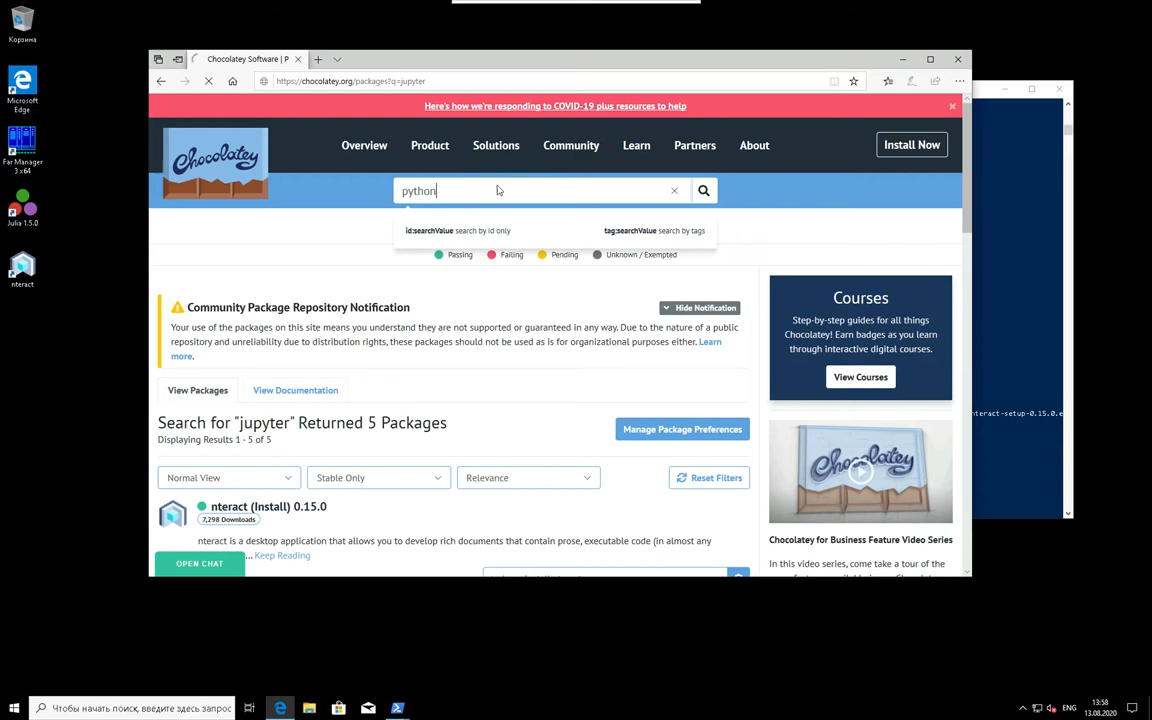 Корзина
Microsoft
Edge
Far Manager
3 x64
Julia 1.5.0
nteract
Chocolatey Software | P
https://chocolatey.org/packages?q=jupyter
Here's how we're responding to COVID-19 plus resources to help
Chocolatey
Overview
Product
Solutions
Community
Learn
Partners
About
Install Now
python
id:searchValue search by id only
tag:searchValue search by tags
Passing
Failing
Pending
Unknown / Exempted
Community Package Repository Notification
Hide Notification
Your use of the packages on this site means you understand they are not supported or guaranteed in any way. Due to the nature of a public
repository and unreliability due to distribution rights, these packages should not be used as is for organizational purposes either. Learn
more.
View Packages
View Documentation
Search for "jupyter" Returned 5 Packages
Displaying Results 1 - 5 of 5
Manage Package Preferences
Normal View
Stable Only
Relevance
Reset Filters
nteract (Install) 0.15.0
7,298 Downloads
nteract is a desktop application that allows you to develop rich documents that contain prose, executable code (in almost any
... Keep Reading
OPEN CHAT
Courses
Step-by-step guides for all things
Chocolatey! Earn badges as you learn
through interactive digital courses.
View Courses
Chocolatey
Chocolatey for Business Feature Video Series
In this video series, come take a tour of the
nteract-setup-0.15.0.e
Чтобы начать поиск, введите здесь запрос
ENG
13:58
13.08.2020